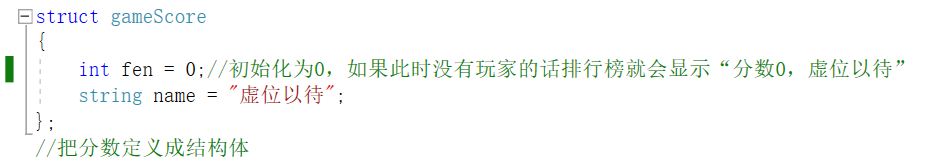 struct gameScore
{
int fen = 0;//初始化为0，如果此时没有玩家的话排行榜就会显示“分数0，虚位以待”
string name = "虚位以待";
};
//把分数定义成结构体